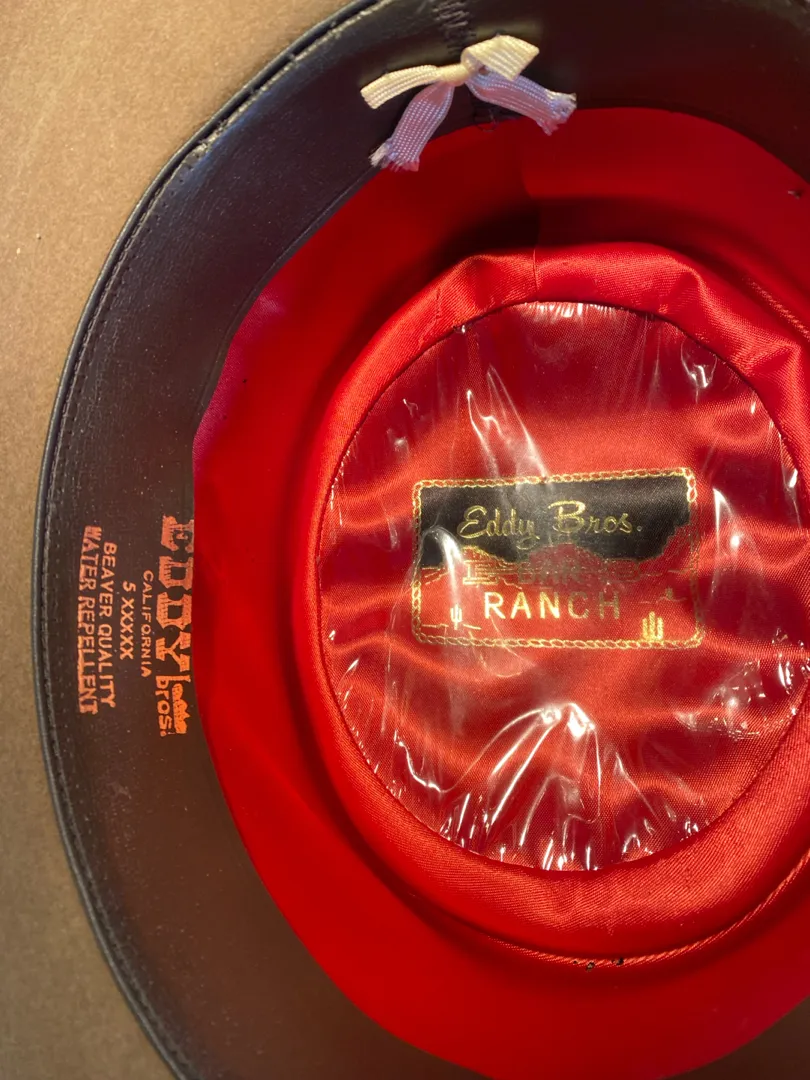 Eddy Bros.
RANCH
EDDY bros.
CALIFORNIA
5 XXXXX
BEAVER QUALITY
WATER REPELLENT